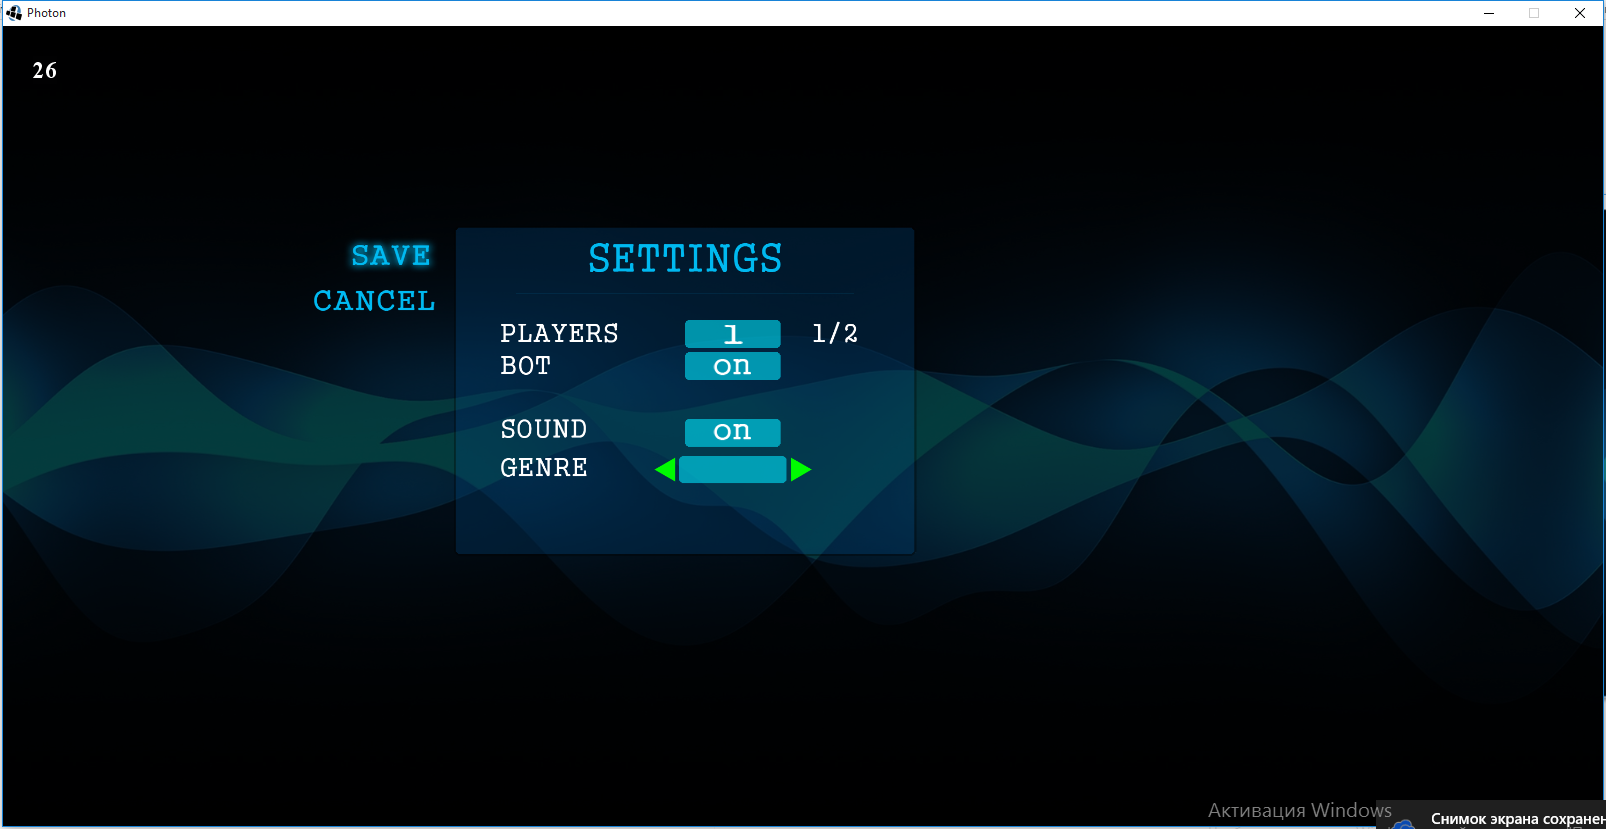 Photon
26
SAVE
CANCEL
SETTINGS
PLAYERS 1 1/2
BOT on
SOUND on
GENRE
Активация Windows
Снимок экрана сохранен